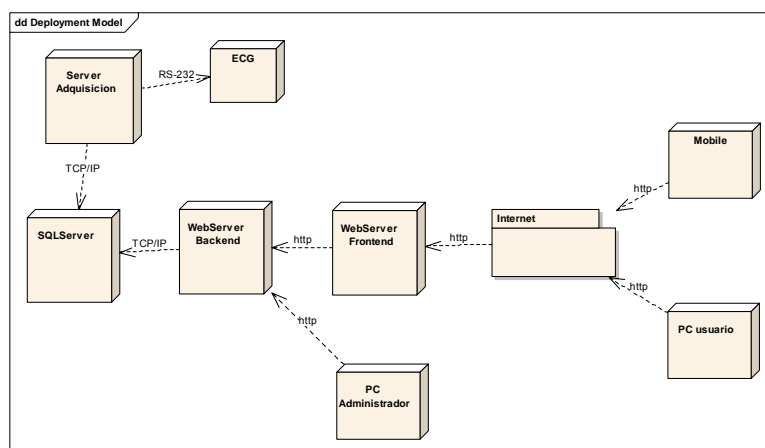 dd Deployment Model
Server
Adquisicion
RS-232
ECG
TCP/IP
Mobile
http
SQLServer
TCP/IP
WebServer
Backend
http
WebServer
Frontend
http
Internet
http
PC usuario
http
PC
Administrador